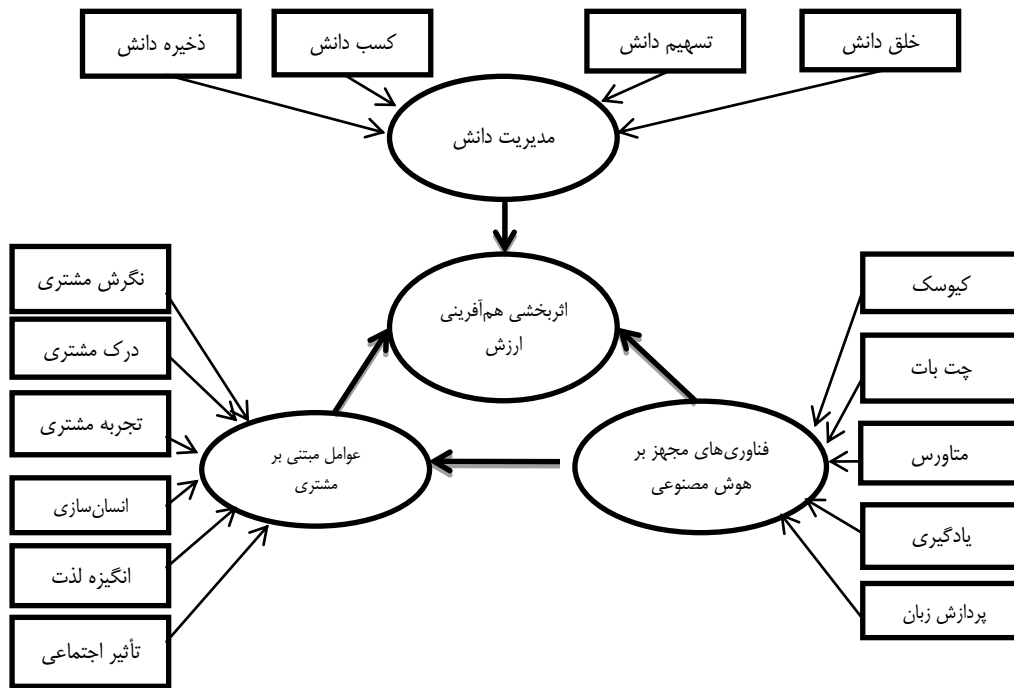 خلق دانش
تسهیم دانش
کسب دانش
ذخیره دانش
مدیریت دانش
اثربخشی هم‌آفرینی
ارزش
کیوسک
چت بات
متاورس
یادگیری
پردازش زبان
فناوری‌های مجهز بر
هوش مصنوعی
عوامل مبتنی بر
مشتری
نگرش مشتری
درک مشتری
تجربه مشتری
انسان‌سازی
انگیزه لذت
تأثیر اجتماعی